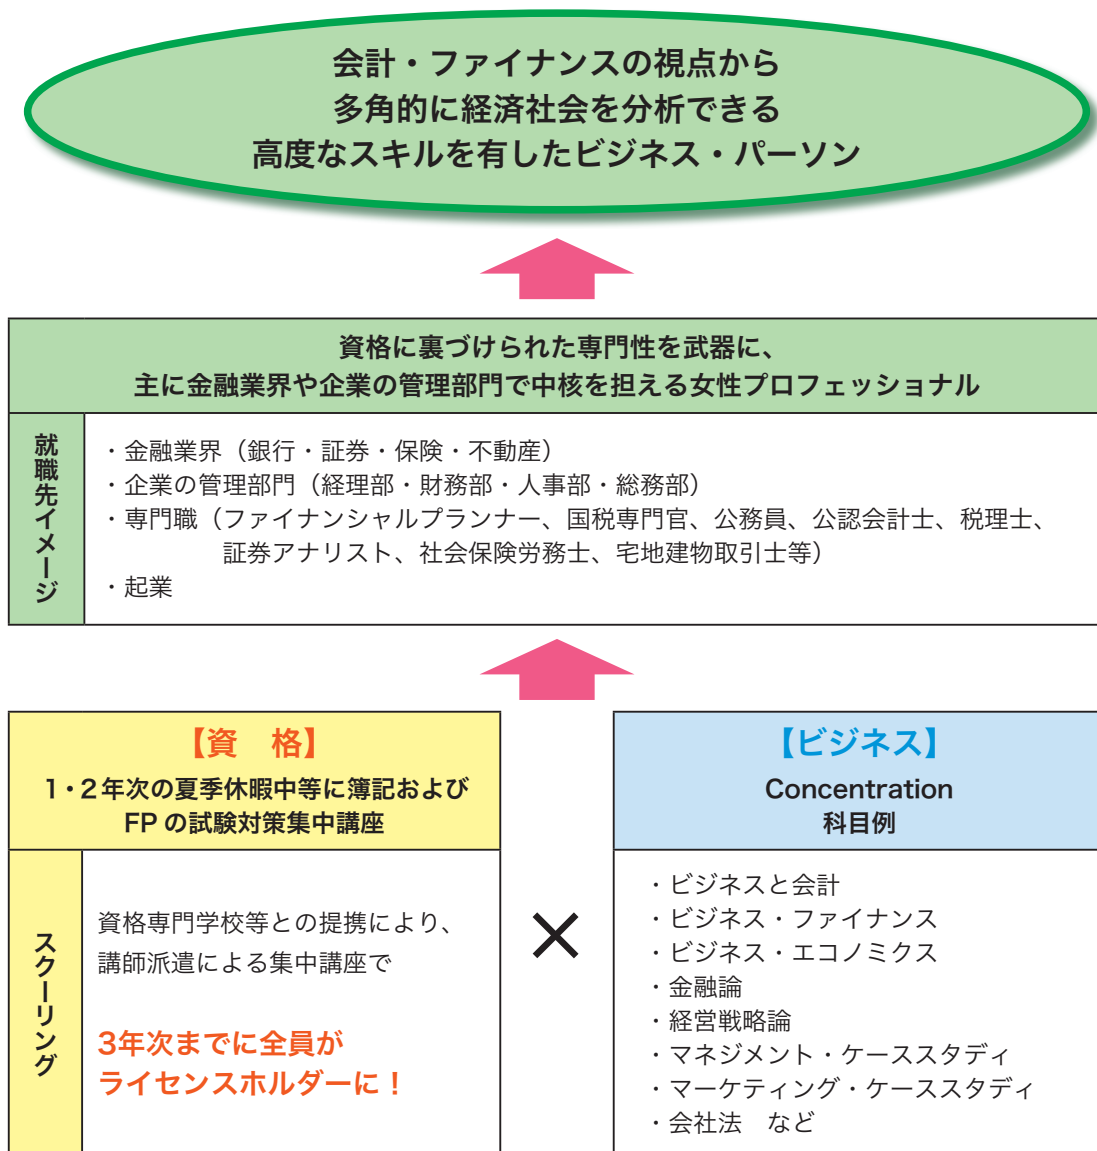 会計・ファイナンスの視点から
多角的に経済社会を分析できる
高度なスキルを有したビジネス・パーソン
資格に裏づけられた専門性を武器に、
主に金融業界や企業の管理部門で中核を担える女性プロフェッショナル
就職先イメージ
・金融業界（銀行・証券・保険・不動産）
・企業の管理部門（経理部・財務部・人事部・総務部）
・専門職（ファイナンシャルプランナー、国税専門官、公務員、公認会計士、税理士、
証券アナリスト、社会保険労務士、宅地建物取引士等）
・起業
【資　格】
1・2年次の夏季休暇中等に簿記および
FPの試験対策集中講座
スクーリング
資格専門学校等との提携により、
講師派遣による集中講座で
3年次までに全員が
ライセンスホルダーに！
×
【ビジネス】
Concentration
科目例
・ビジネスと会計
・ビジネス・ファイナンス
・ビジネス・エコノミクス
・金融論
・経営戦略論
・マネジメント・ケーススタディ
・マーケティング・ケーススタディ
・会社法　など